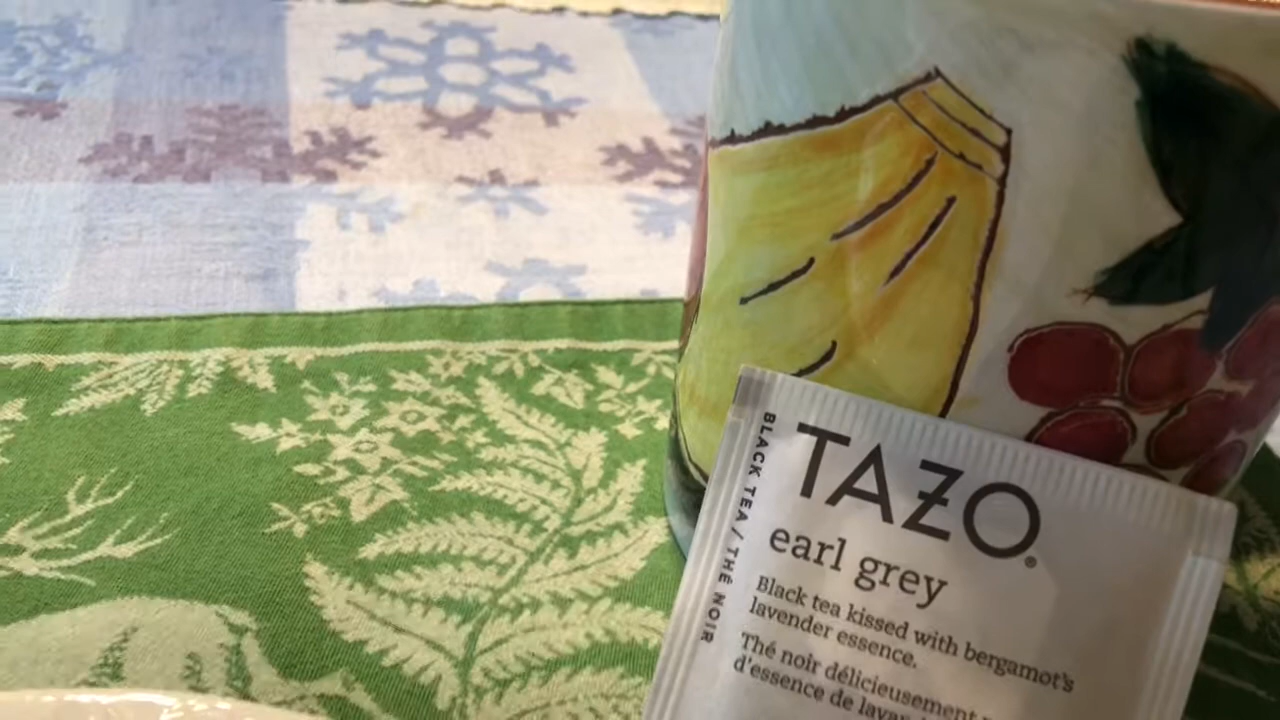 BLACK TEA / THÉ NOIR
TAZO®
earl grey
Black tea kissed with bergamot's
lavender essence.
Thé noir délicieusement
d'essence de